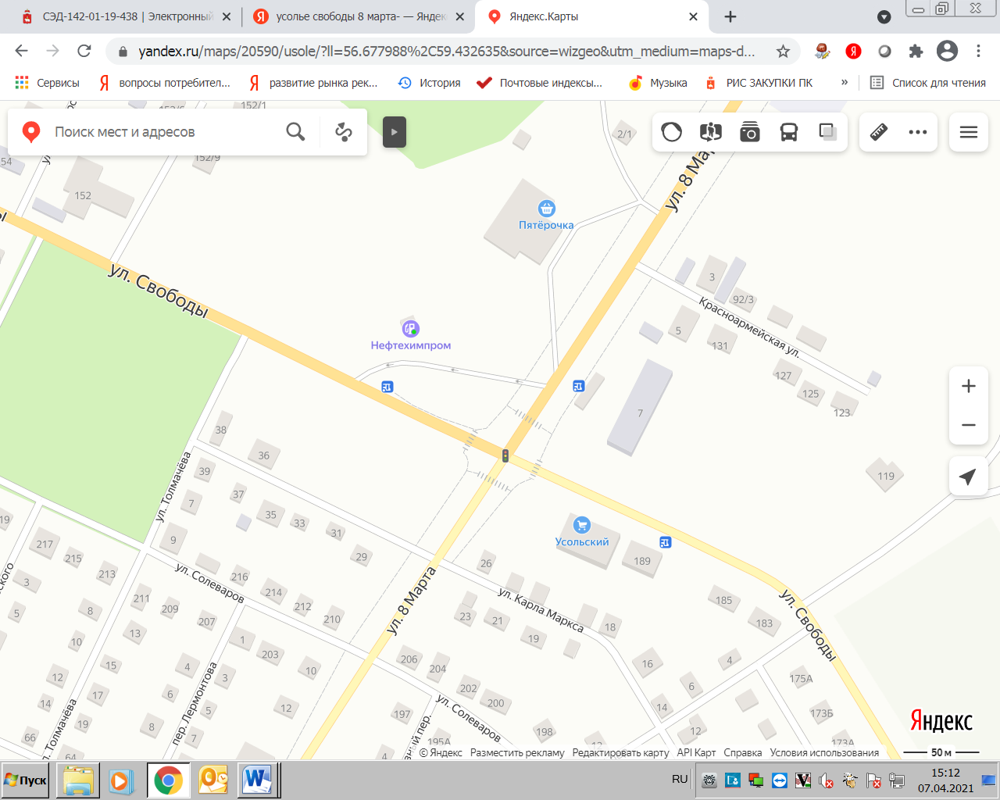 СЭД-142-01-19-438 | Электронный
усолье свободы 8 марта- — Яндек
Яндекс.Карты
yandex.ru/maps/20590/usole/?ll=56.677988%2C59.432635&source=wizgeo&utm_medium=maps-d...
Сервисы
вопросы потребител...
развитие рынка рек...
История
Почтовые индексы...
Музыка
РИС ЗАКУПКИ ПК
»
Список для чтения
Поиск мест и адресов
152/1
2/1
54
152/9
152
ул. 8 Мар
Пятёрочка
ул. Свободы
3
92/3
Красноармейская ул.
5
131
Нефтехимпром
127
125
123
7
38
36
119
39
37
7
35
33
31
29
ул. Толмачёва
9
19
217
215
213
3
5
Усольский
189
26
216
214
212
210
ул. Солеваров
211
209
207
8
13
10
15
12
17
14
19
66
64
ул. 8 Марта
ул. Карла Маркса
23
21
19
18
185
183
ул. Свободы
1
203
10
4
3
6
5
12
8
7
пер. Лермонтова
Толмачёва
206
204
202
200
197
198
195А
4
ул. Солеваров
ный пер.
16
6
4
14
12
12
175А
173Б
173А
Яндекс
© Яндекс
Разместить рекламу
Редактировать карту
API Карт
Справка
Условия использования
50 м
Пуск
RU
15:12
07.04.2021